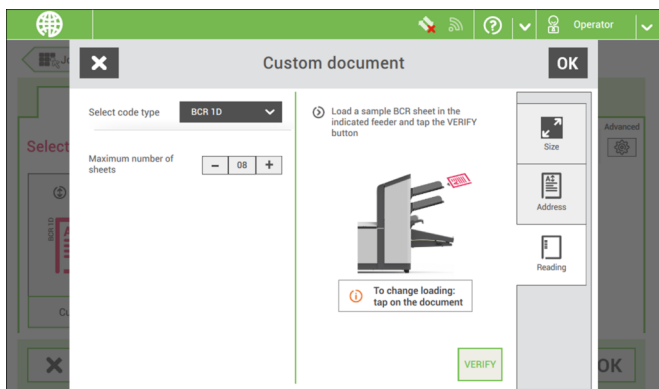 Operator
Custom document
OK
Select code type
BCR 1D
Maximum number of
sheets
08
Load a sample BCR sheet in the
indicated feeder and tap the VERIFY
button
To change loading:
tap on the document
VERIFY
Size
Address
Reading
Jo
Select
Advanced
BCR 1D
Cu
OK